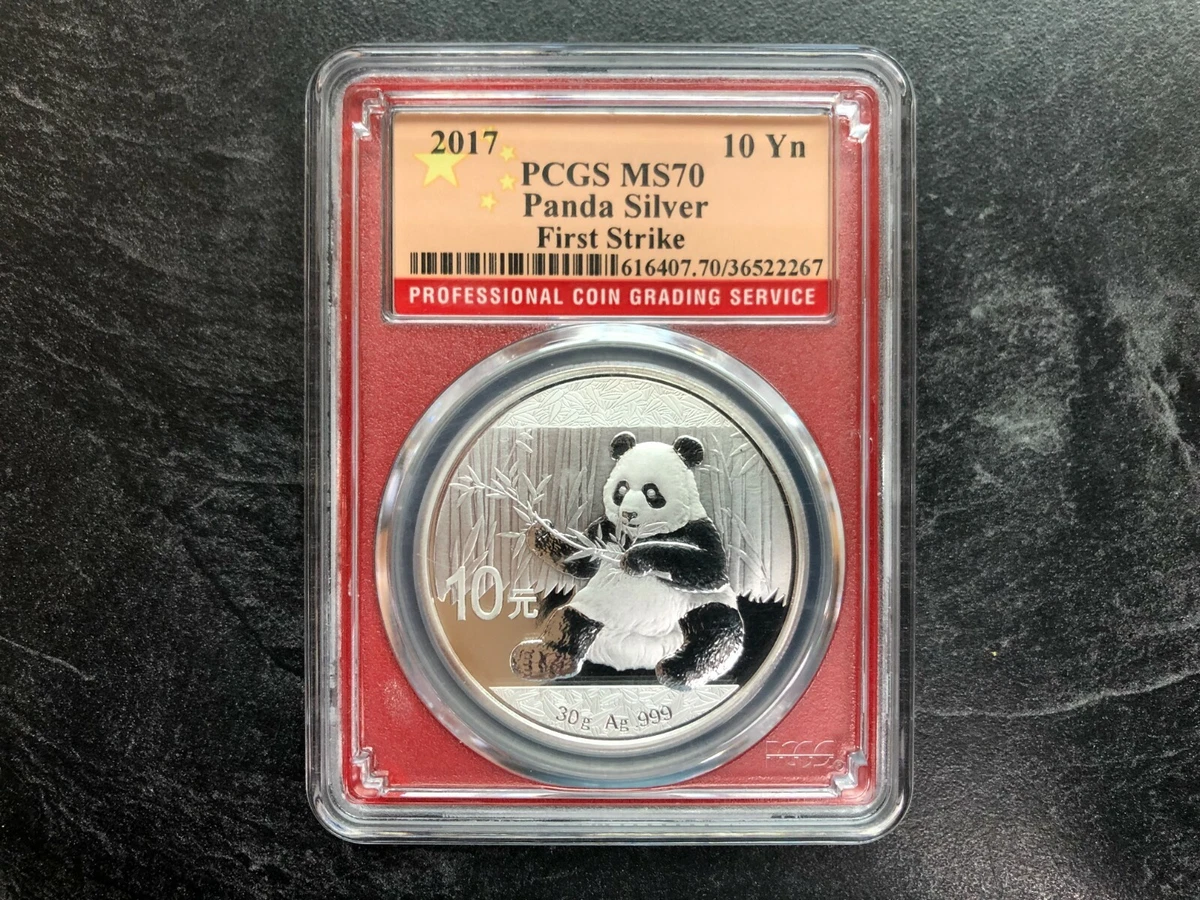 2017 10 Yn
PCGS MS70
Panda Silver
First Strike
616407.70/36522267
PROFESSIONAL COIN GRADING SERVICE
10元
30g Ag .999
PCGS